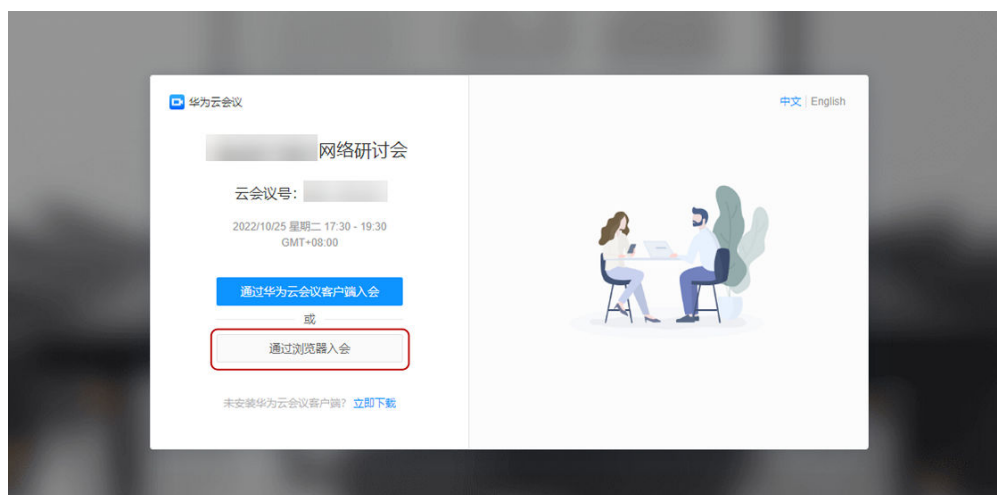 华为云会议
中文 | English
网络研讨会
云会议号：
2022/10/25 星期二 17:30 - 19:30
GMT+08:00
通过华为云会议客户端入会
或
通过浏览器入会
未安装华为云会议客户端？ 立即下载